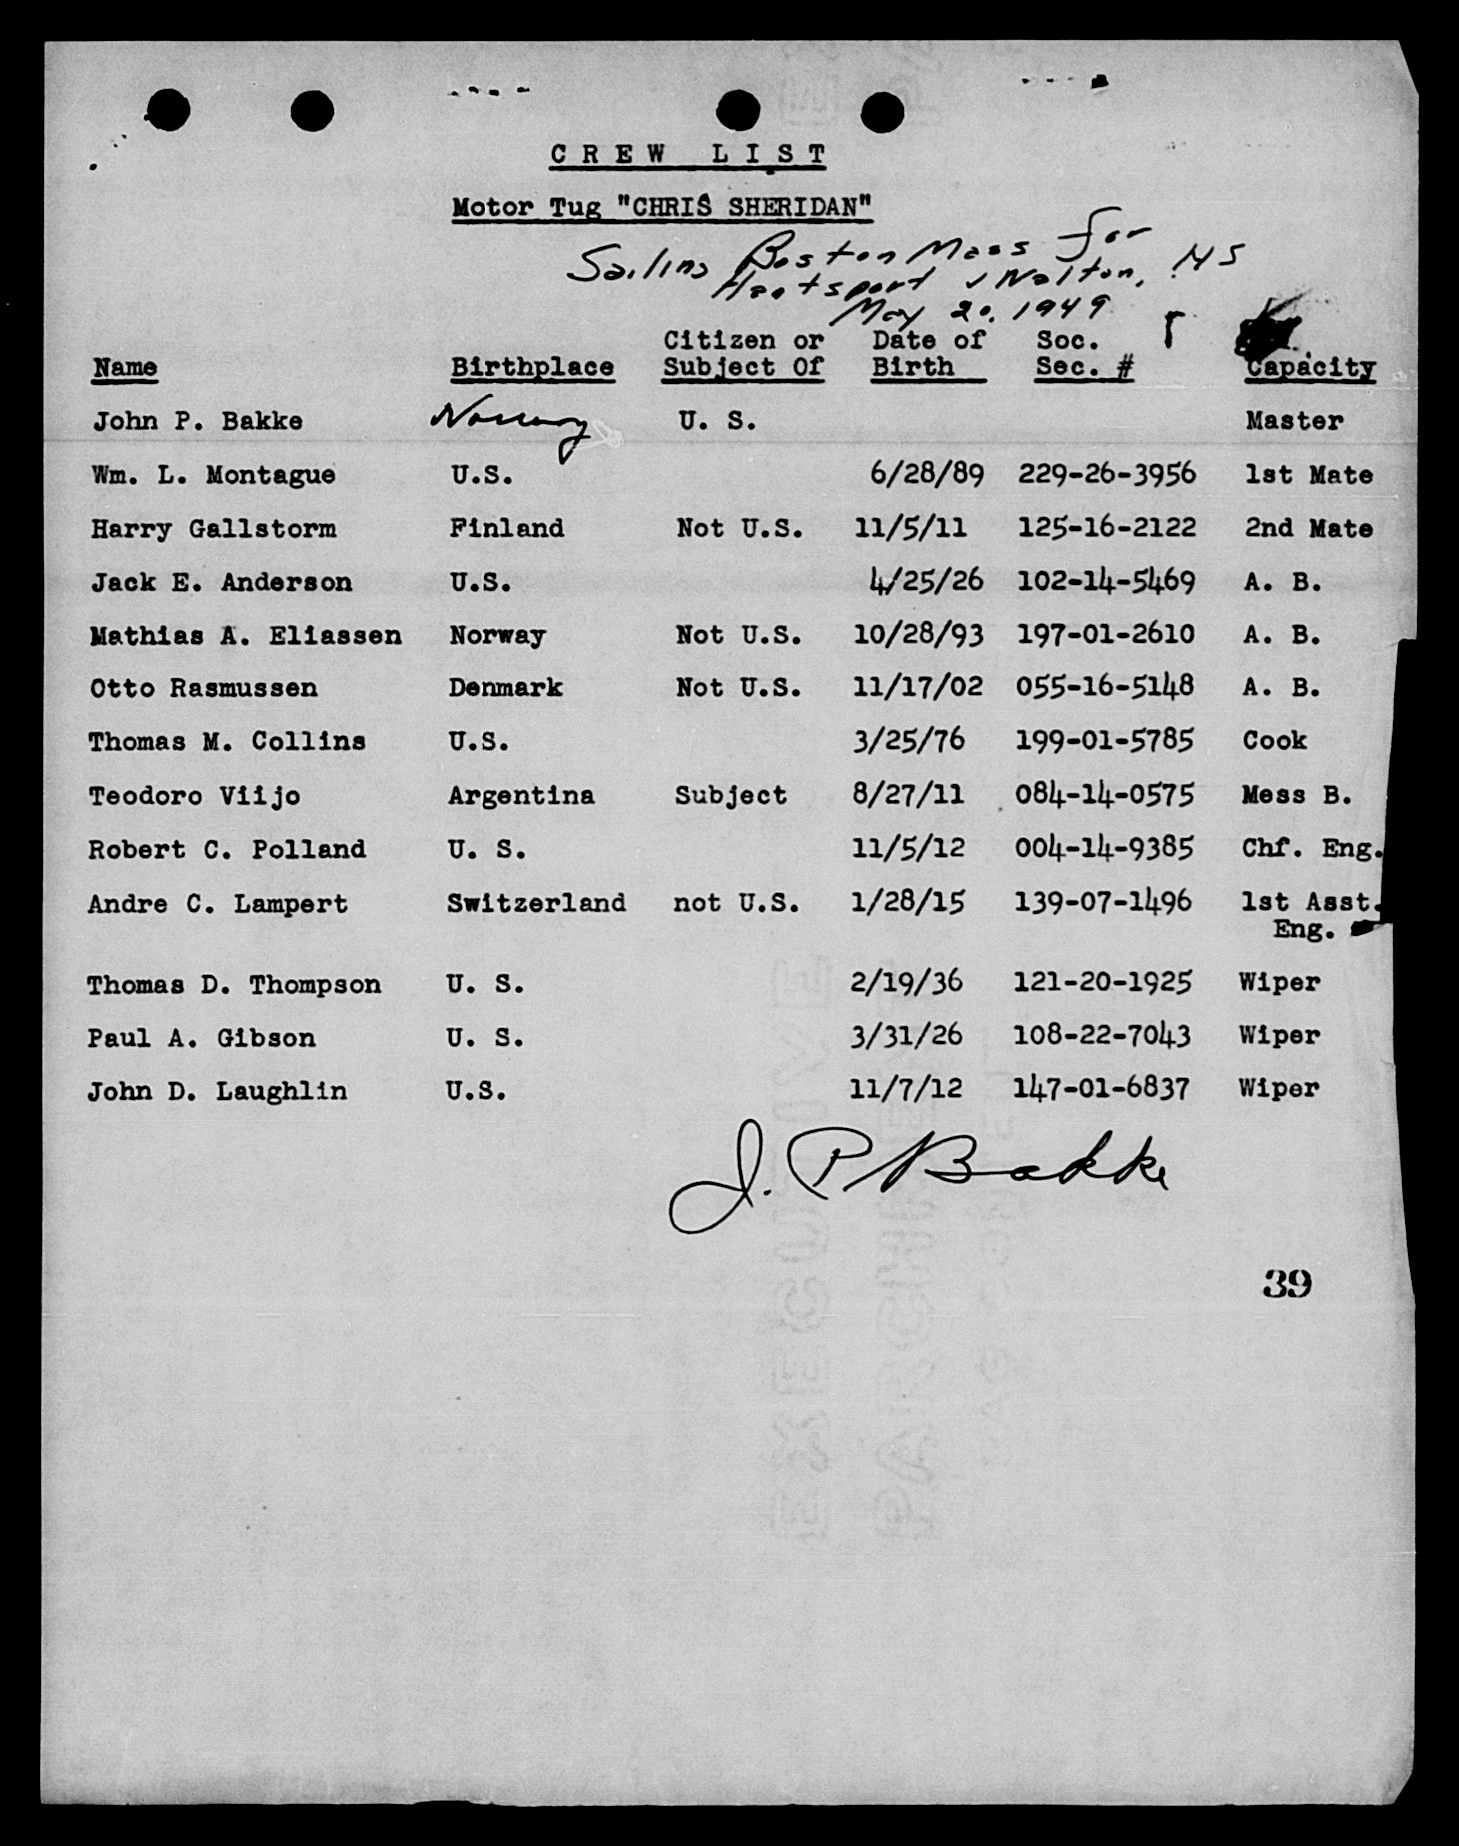 CREW LIST
Motor Tug "CHRIS SHERIDAN"
Sailing Boston Mass for
Hantsport & Walton, NS
May 20, 1949
Name Birthplace Citizen or Subject Of Date of Birth Soc. Sec. # Capacity
John P. Bakke Norway U. S. Master
Wm. L. Montague U.S. 6/28/89 229-26-3956 1st Mate
Harry Gallstorm Finland Not U.S. 11/5/11 125-16-2122 2nd Mate
Jack E. Anderson U.S. 4/25/26 102-14-5469 A. B.
Mathias A. Eliassen Norway Not U.S. 10/28/93 197-01-2610 A. B.
Otto Rasmussen Denmark Not U.S. 11/17/02 055-16-5148 A. B.
Thomas M. Collins U.S. 3/25/76 199-01-5785 Cook
Teodoro Viijo Argentina Subject 8/27/11 084-14-0575 Mess B.
Robert C. Polland U. S. 11/5/12 004-14-9385 Chf. Eng.
Andre C. Lampert Switzerland not U.S. 1/28/15 139-07-1496 1st Asst.
Eng.
Thomas D. Thompson U. S. 2/19/36 121-20-1925 Wiper
Paul A. Gibson U. S. 3/31/26 108-22-7043 Wiper
John D. Laughlin U.S. 11/7/12 147-01-6837 Wiper
J. P. Bakke
39